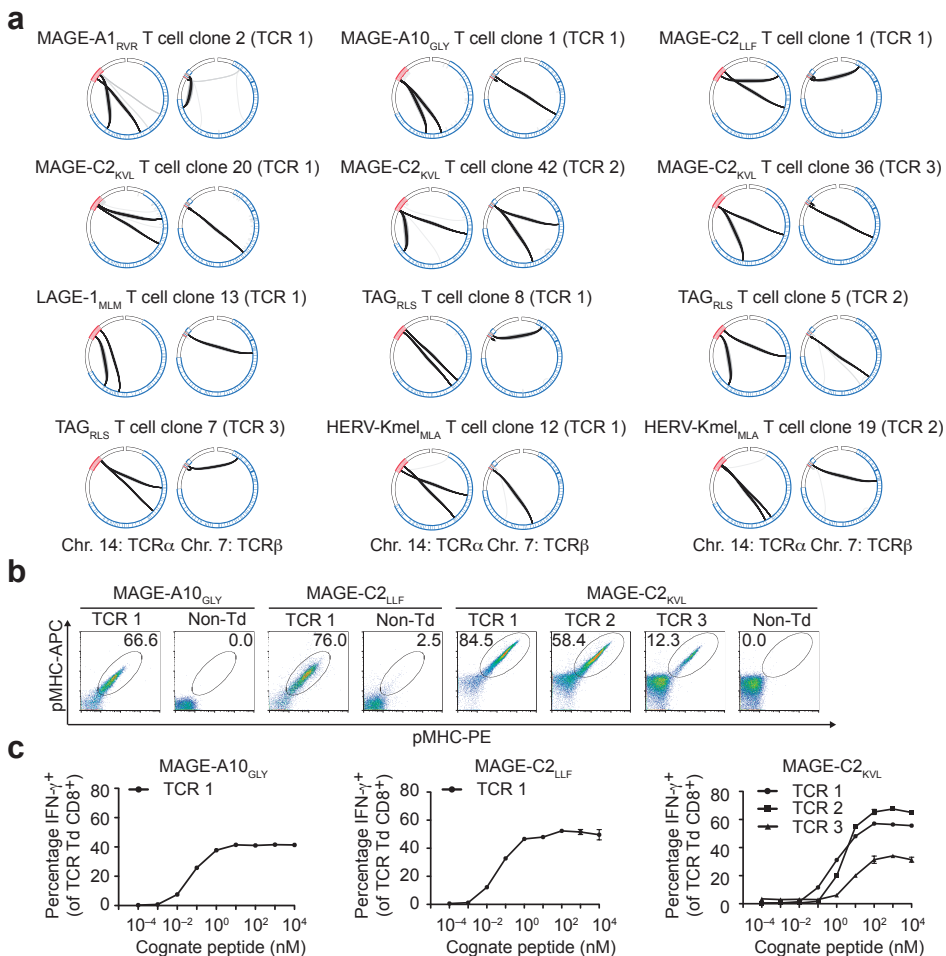 a
MAGE-A1RVR T cell clone 2 (TCR 1)
MAGE-A10GLY T cell clone 1 (TCR 1)
MAGE-C2LLF T cell clone 1 (TCR 1)
MAGE-C2KVL T cell clone 20 (TCR 1)
MAGE-C2KVL T cell clone 42 (TCR 2)
MAGE-C2KVL T cell clone 36 (TCR 3)
LAGE-1MLM T cell clone 13 (TCR 1)
TAGRLS T cell clone 8 (TCR 1)
TAGRLS T cell clone 5 (TCR 2)
TAGRLS T cell clone 7 (TCR 3)
HERV-KmelMLA T cell clone 12 (TCR 1)
HERV-KmelMLA T cell clone 19 (TCR 2)
Chr. 14: TCRα Chr. 7: TCRβ
Chr. 14: TCRα Chr. 7: TCRβ
Chr. 14: TCRα Chr. 7: TCRβ
b
MAGE-A10GLY
MAGE-C2LLF
MAGE-C2KVL
TCR 1
Non-Td
TCR 1
Non-Td
TCR 1
TCR 2
TCR 3
Non-Td
66.6
0.0
76.0
2.5
84.5
58.4
12.3
0.0
pMHC-APC
pMHC-PE
c
MAGE-A10GLY
TCR 1
Percentage IFN-γ+
(of TCR Td CD8+)
80
60
40
20
0
10−4 10−2 100 102 104
Cognate peptide (nM)
MAGE-C2LLF
TCR 1
Percentage IFN-γ+
(of TCR Td CD8+)
80
60
40
20
0
10−4 10−2 100 102 104
Cognate peptide (nM)
MAGE-C2KVL
TCR 1
TCR 2
TCR 3
Percentage IFN-γ+
(of TCR Td CD8+)
80
60
40
20
0
10−4 10−2 100 102 104
Cognate peptide (nM)